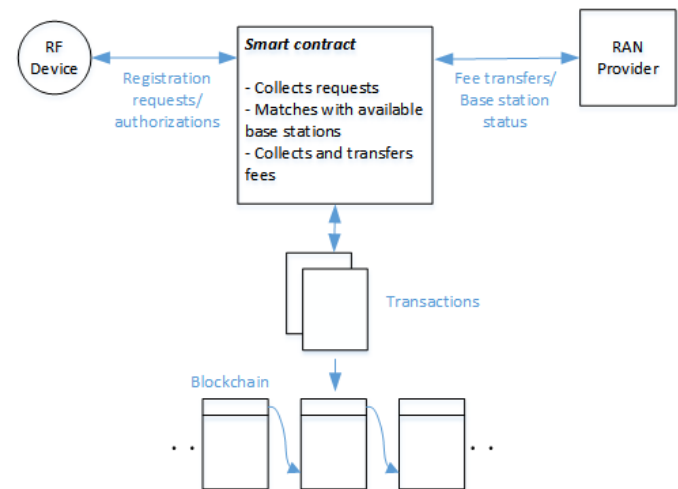 RF
Device
Registration
requests/
authorizations
Smart contract
- Collects requests
- Matches with available
base stations
- Collects and transfers
fees
Fee transfers/
Base station
status
RAN
Provider
Transactions
Blockchain
. .
. .